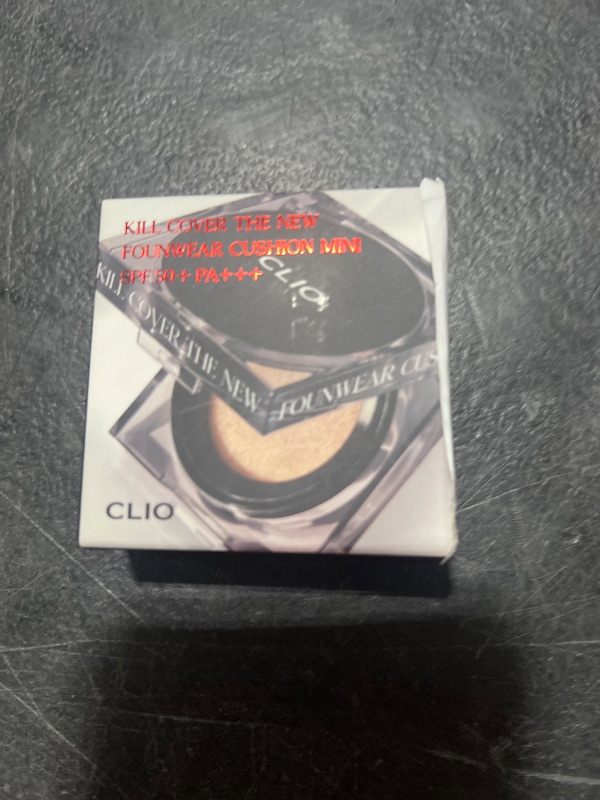 KILL COVER THE NEW
FOUNWEAR CUSHION MINI
SPF 50+ PA+++
CLIO
KILL COVER THE NEW FOUNWEAR CUS
CLIO